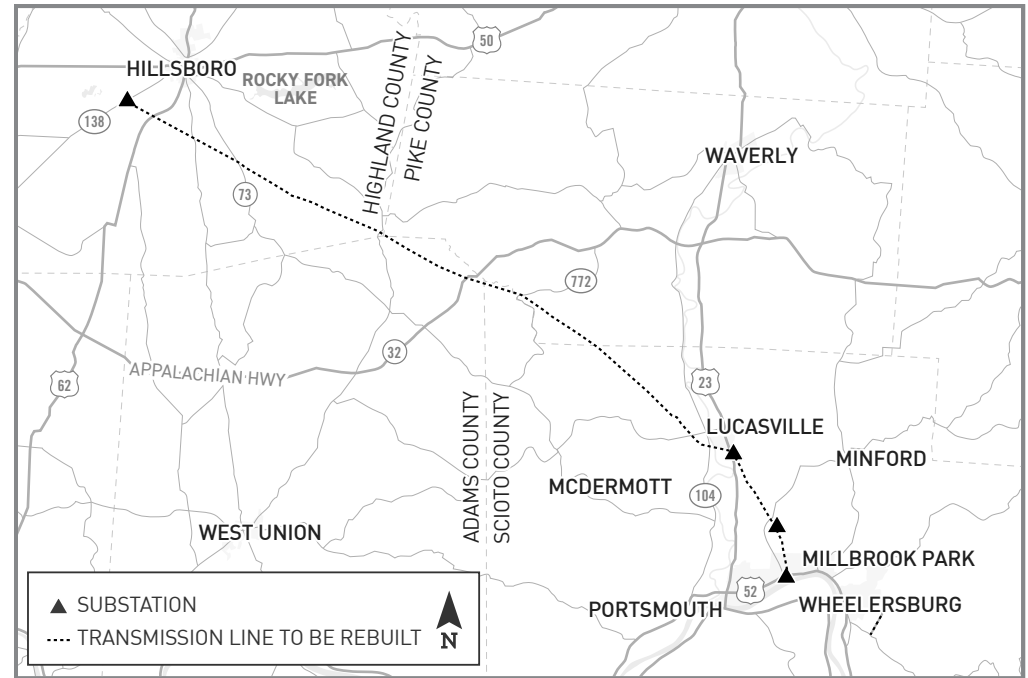 50
HILLSBORO
ROCKY FORK
LAKE
HIGHLAND COUNTY
PIKE COUNTY
138
WAVERLY
73
772
32
APPALACHIAN HWY
62
23
ADAMS COUNTY
SCIOTO COUNTY
LUCASVILLE
MINFORD
MCDERMOTT
104
WEST UNION
MILLBROOK PARK
52
PORTSMOUTH
WHEELERSBURG
SUBSTATION
TRANSMISSION LINE TO BE REBUILT
N